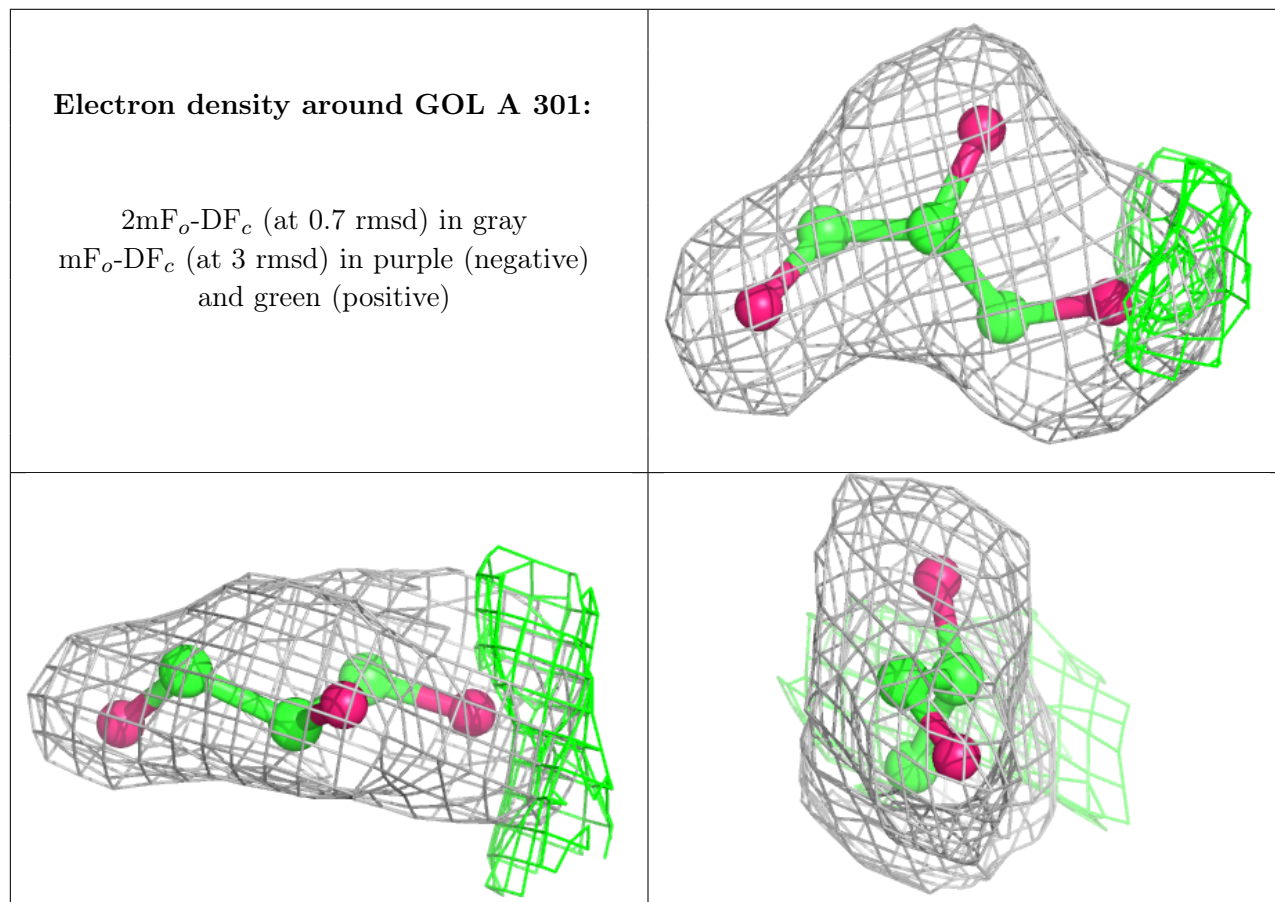 Electron density around GOL A 301:
2mFo-DFc (at 0.7 rmsd) in gray
mFo-DFc (at 3 rmsd) in purple (negative)
and green (positive)